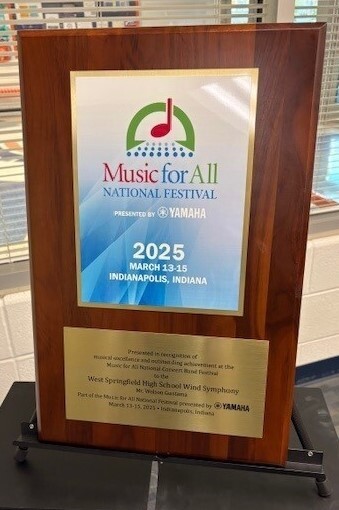 Music for All
NATIONAL FESTIVAL
PRESENTED BY YAMAHA
2025
MARCH 13-15
INDIANAPOLIS, INDIANA
Presented in recognition of
musical excellence and outstanding achievement at the
Music for All National Concert Band Festival
to the
West Springfield High School Wind Symphony
Mr.
Part of the Music for All National Festival presented by YAMAHA
March 13-15, 2025 • Indianapolis, Indiana